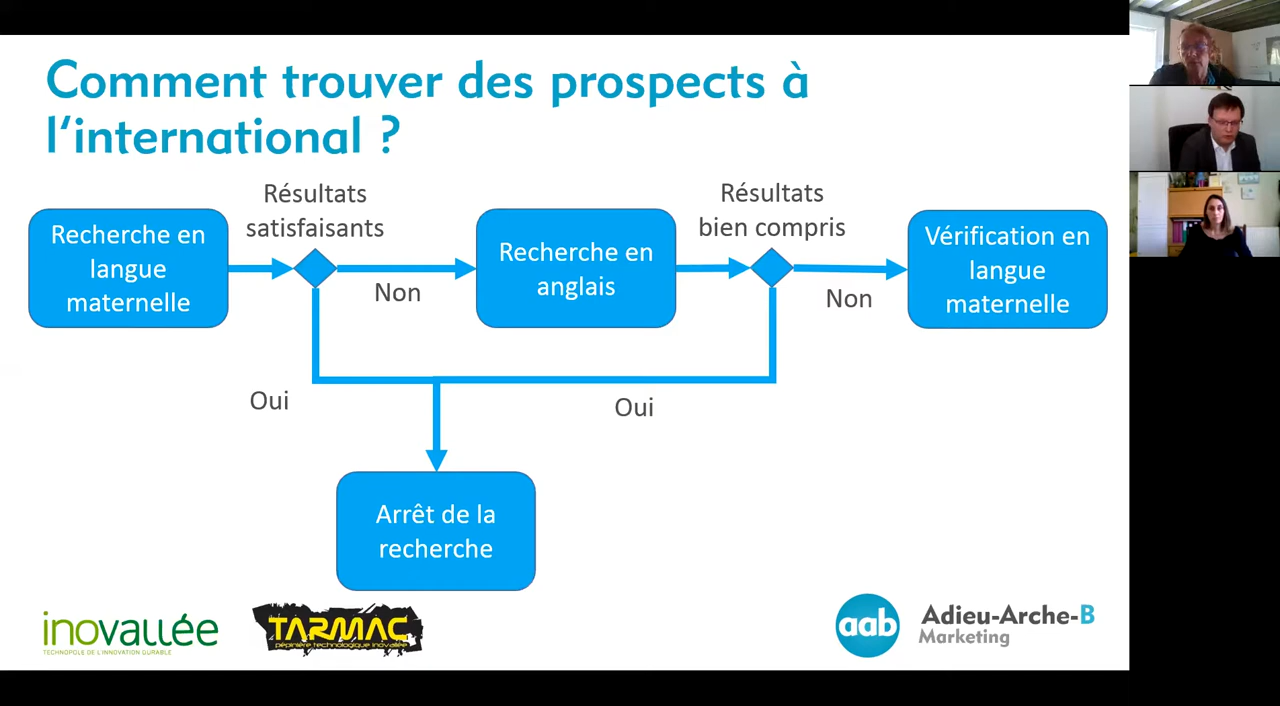 Comment trouver des prospects à
l'international ?
Résultats
satisfaisants
Résultats
bien compris
Recherche en
langue
maternelle
Recherche en
anglais
Vérification en
langue
maternelle
Non
Non
Oui
Oui
Arrêt de la
recherche
inovallée
TECHNOPOLE DE L'INNOVATION DURABLE
TARMAC
pépinière technologique inovallée
aab
Adieu-Arche-B
Marketing